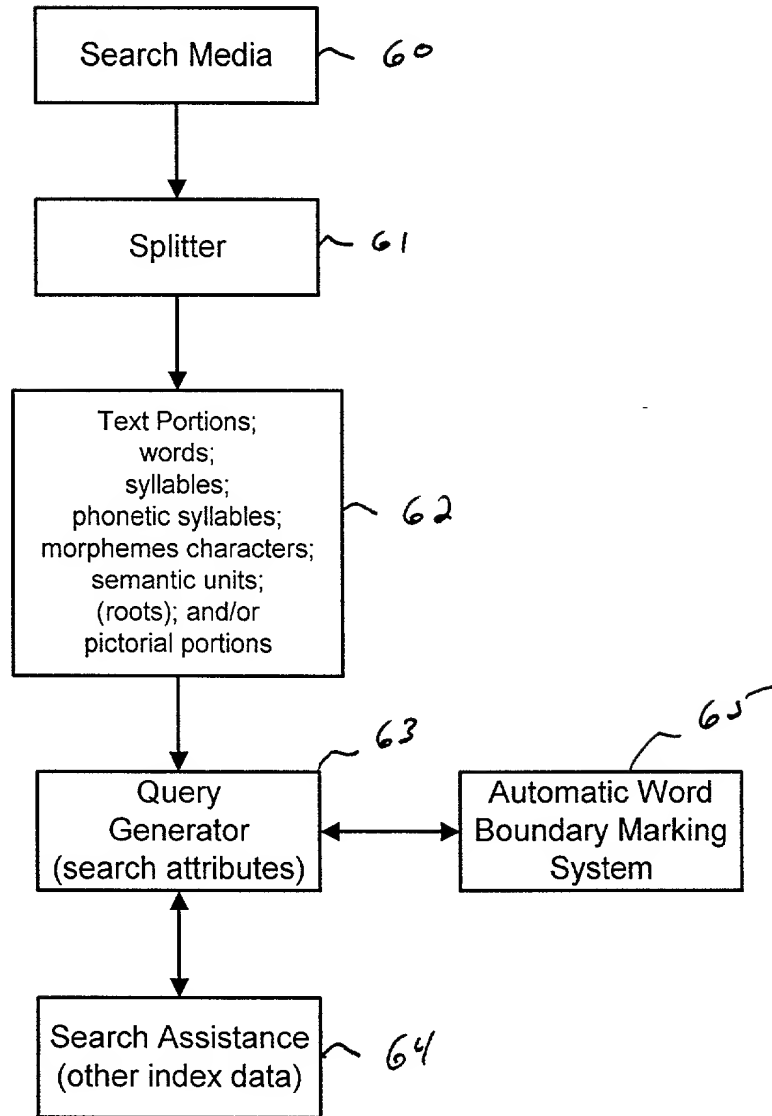 Search Media
60
Splitter
61
Text Portions;
words;
syllables;
phonetic syllables;
morphemes characters;
semantic units;
(roots); and/or
pictorial portions
62
63
Query
Generator
(search attributes)
65
Automatic Word
Boundary Marking
System
Search Assistance
(other index data)
64